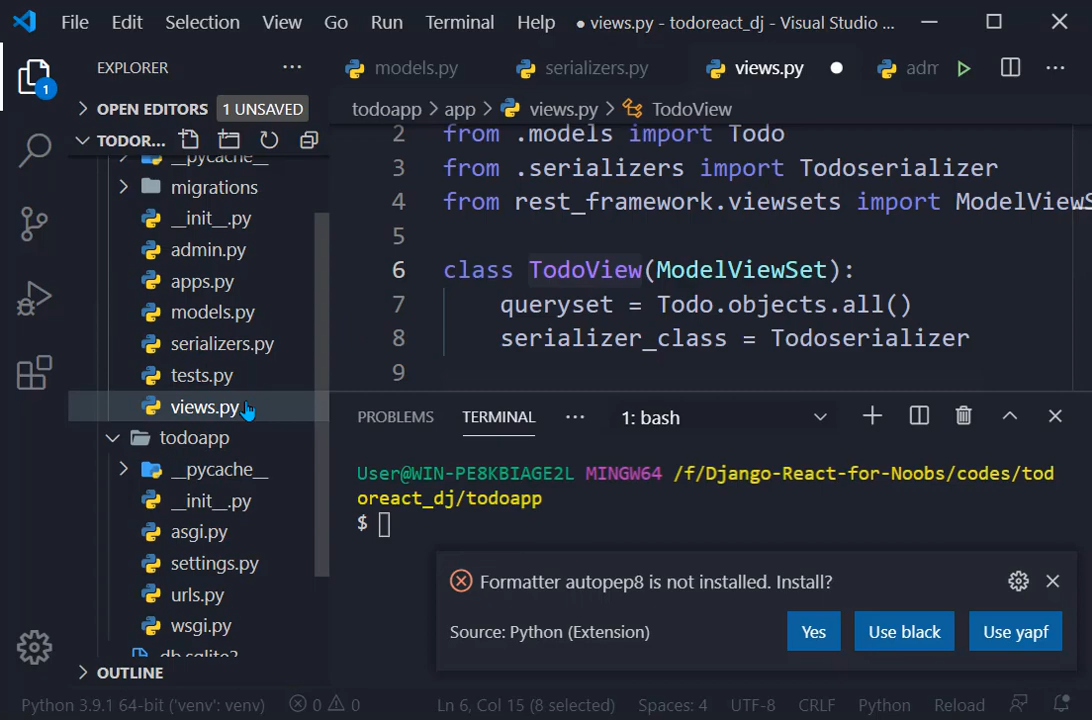 File Edit Selection View Go Run Terminal Help ● views.py - todoreact_dj - Visual Studio ...
EXPLORER ...
models.py serializers.py views.py ● adm
1
OPEN EDITORS 1 UNSAVED
todoapp > app > views.py > TodoView
TODOR...
2 from .models import Todo
__pycache__
3 from .serializers import Todoserializer
migrations
4 from rest_framework.viewsets import ModelViewS
__init__.py
5
admin.py
6 class TodoView(ModelViewSet):
apps.py
7 queryset = Todo.objects.all()
models.py
8 serializer_class = Todoserializer
serializers.py
9
tests.py
views.py
PROBLEMS TERMINAL ... 1: bash
todoapp
__pycache__
User@WIN-PE8KBIAGE2L MINGW64 /f/Django-React-for-Noobs/codes/tod
oreact_dj/todoapp
__init__.py
$
asgi.py
settings.py
Formatter autopep8 is not installed. Install?
urls.py
wsgi.py
Source: Python (Extension) Yes Use black Use yapf
db.sqlite3
OUTLINE
Python 3.9.1 64-bit ('venv': venv) 0 0 Ln 6, Col 15 (8 selected) Spaces: 4 UTF-8 CRLF Python Reload